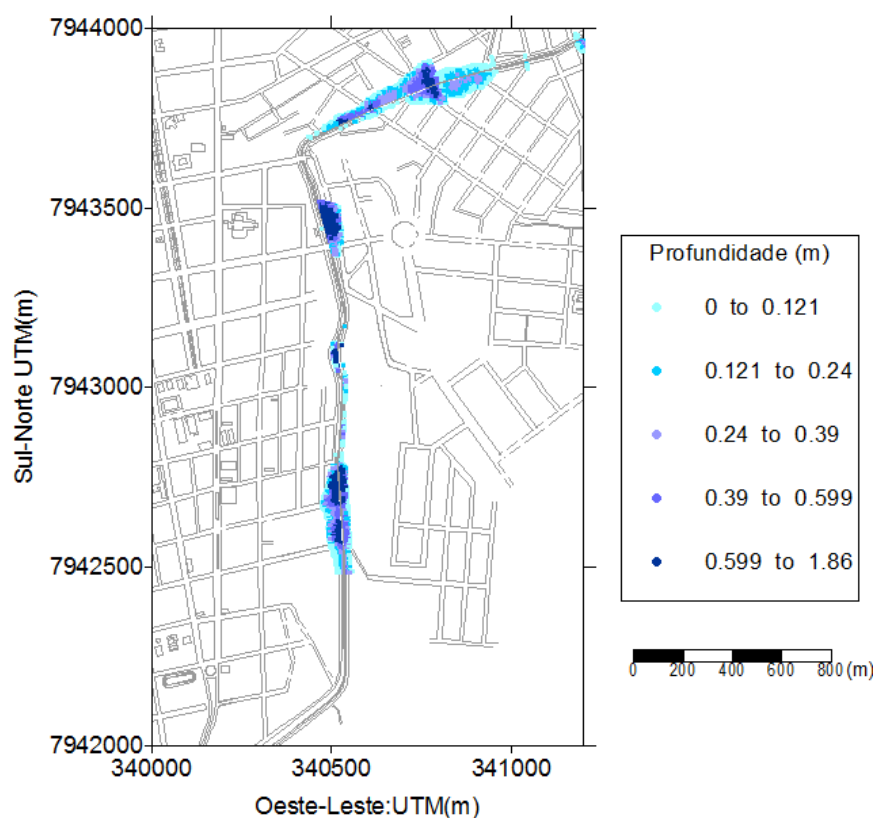 7944000
7943500
7943000
7942500
7942000
Sul-Norte UTM(m)
340000
340500
341000
Oeste-Leste:UTM(m)
Profundidade (m)
0 to 0.121
0.121 to 0.24
0.24 to 0.39
0.39 to 0.599
0.599 to 1.86
0 200 400 600 800 (m)